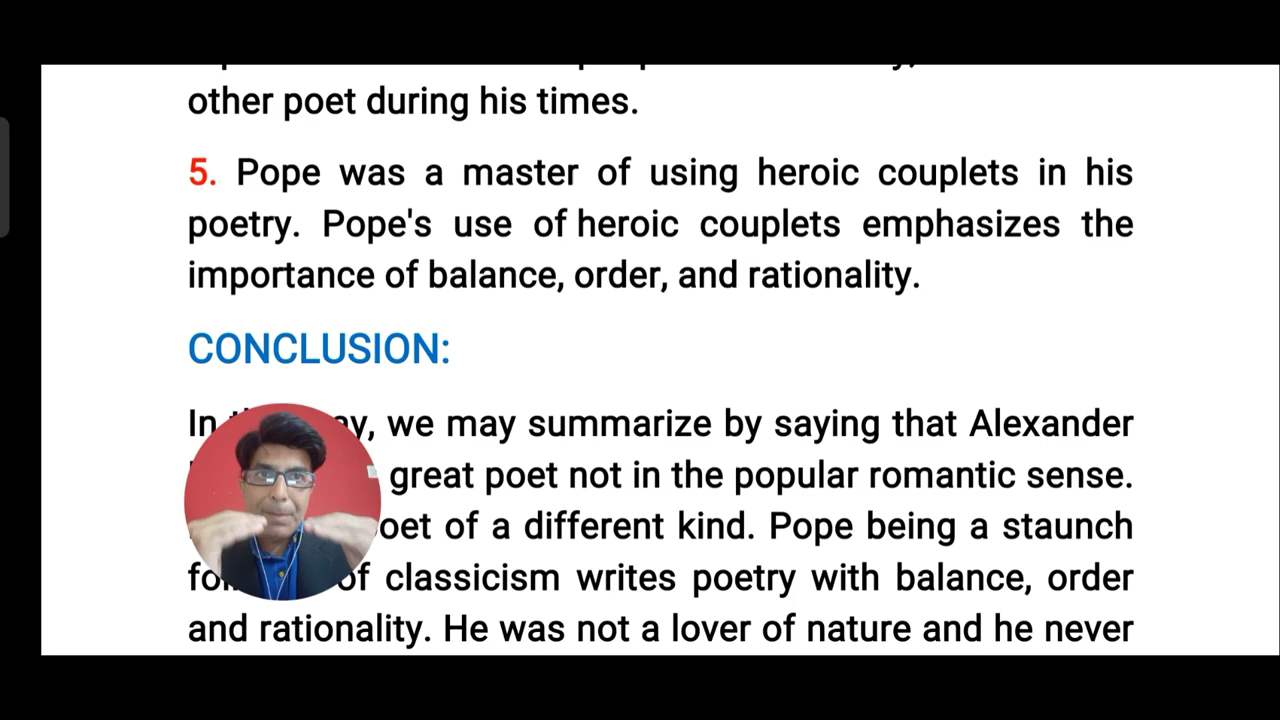 other poet during his times.
5. Pope was a master of using heroic couplets in his
poetry. Pope's use of heroic couplets emphasizes the
importance of balance, order, and rationality.
CONCLUSION:
In we may summarize by saying that Alexander
great poet not in the popular romantic sense.
of a different kind. Pope being a staunch
of classicism writes poetry with balance, order
and rationality. He was not a lover of nature and he never